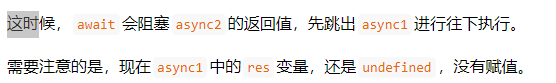 这时候， await 会阻塞 async2 的返回值，先跳出 async1 进行往下执行。
需要注意的是，现在 async1 中的 res 变量，还是 undefined ，没有赋值。